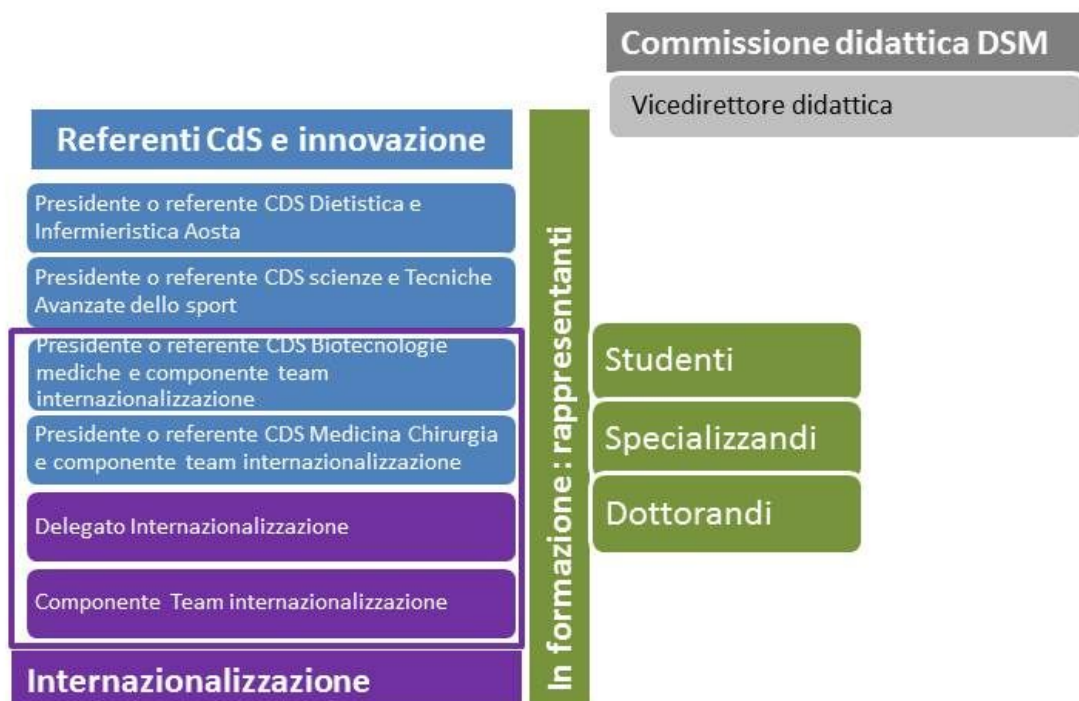 Commissione didattica DSM
Vicedirettore didattica
Referenti CdS e innovazione
Presidente o referente CDS Dietistica e
Infermieristica Aosta
Presidente o referente CDS scienze e Tecniche
Avanzate dello sport
Presidente o referente CDS Biotecnologie
mediche e componente team
internazionalizzazione
Presidente o referente CDS Medicina Chirurgia
e componente team internazionalizzazione
Delegato Internazionalizzazione
Componente Team internazionalizzazione
Internazionalizzazione
In formazione : rappresentanti
Studenti
Specializzandi
Dottorandi